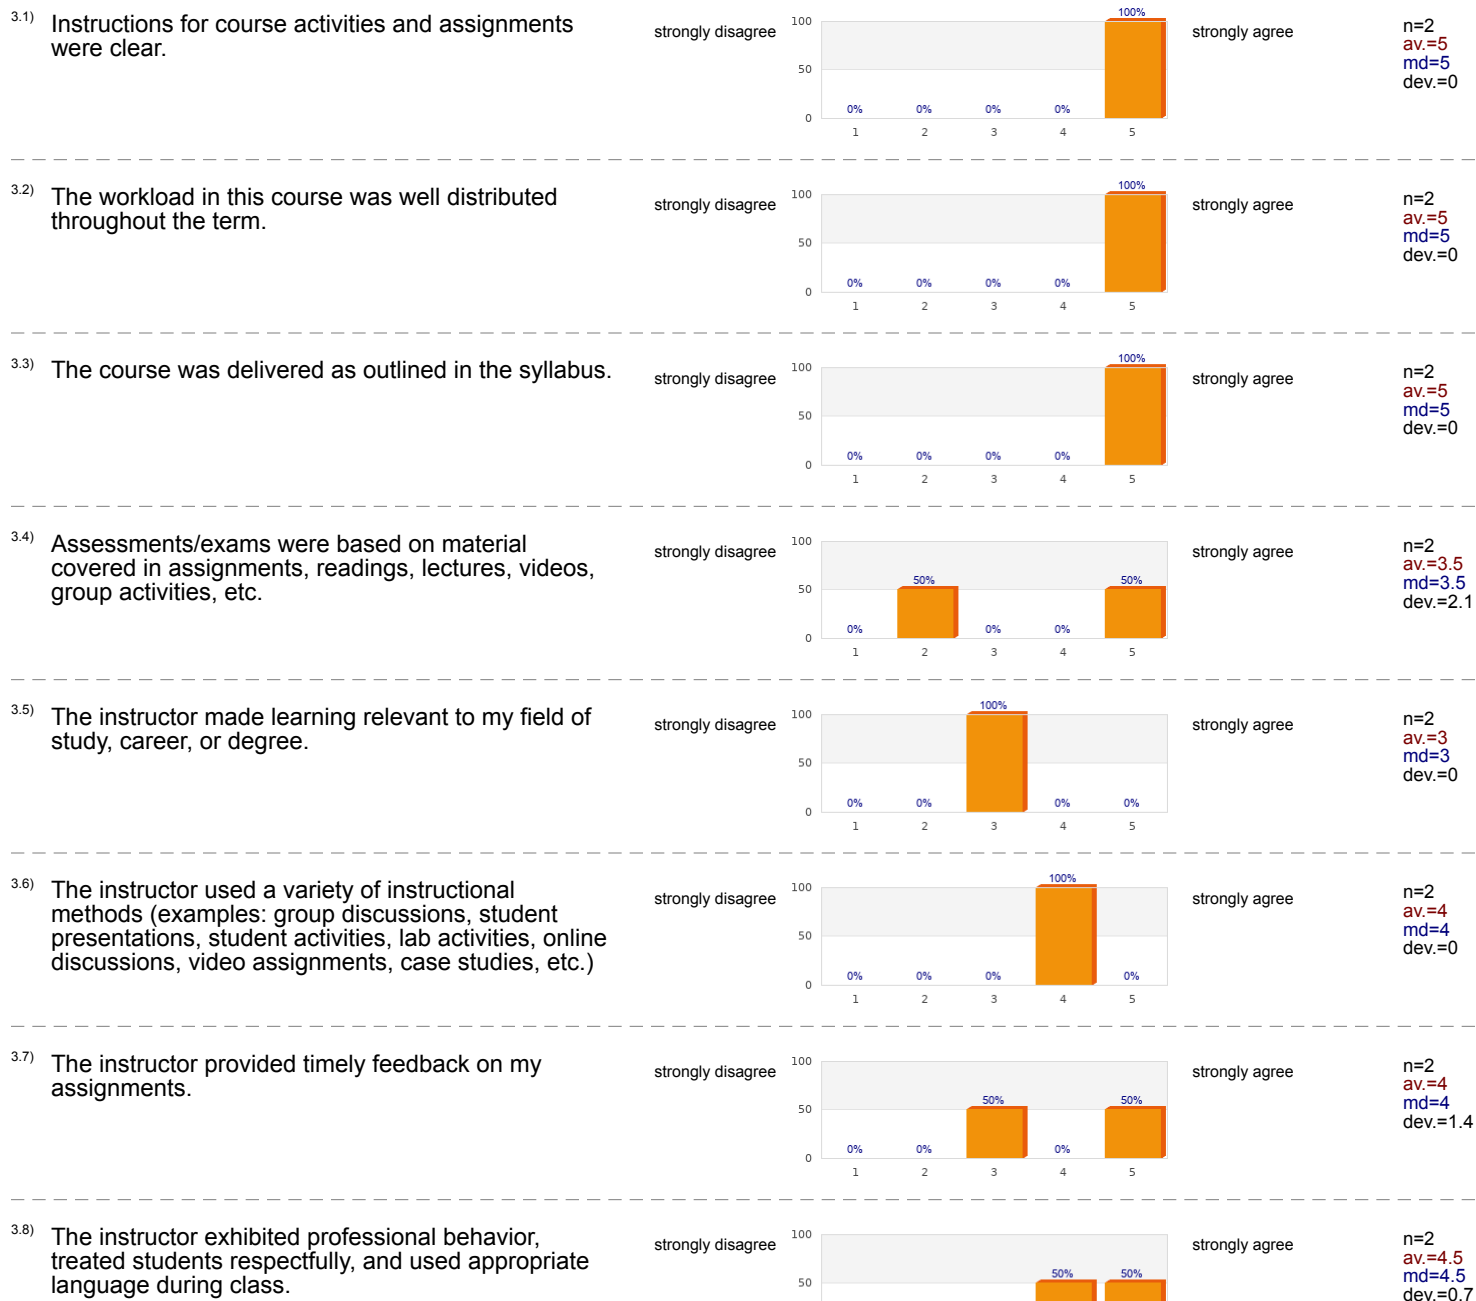 3.1) Instructions for course activities and assignments
were clear.
strongly disagree
100
50
0
0% 0% 0% 0% 100%
1 2 3 4 5
strongly agree
n=2
av.=5
md=5
dev.=0
3.2) The workload in this course was well distributed
throughout the term.
strongly disagree
100
50
0
0% 0% 0% 0% 100%
1 2 3 4 5
strongly agree
n=2
av.=5
md=5
dev.=0
3.3) The course was delivered as outlined in the syllabus.
strongly disagree
100
50
0
0% 0% 0% 0% 100%
1 2 3 4 5
strongly agree
n=2
av.=5
md=5
dev.=0
3.4) Assessments/exams were based on material
covered in assignments, readings, lectures, videos,
group activities, etc.
strongly disagree
100
50
0
0% 50% 0% 0% 50%
1 2 3 4 5
strongly agree
n=2
av.=3.5
md=3.5
dev.=2.1
3.5) The instructor made learning relevant to my field of
study, career, or degree.
strongly disagree
100
50
0
0% 0% 100% 0% 0%
1 2 3 4 5
strongly agree
n=2
av.=3
md=3
dev.=0
3.6) The instructor used a variety of instructional
methods (examples: group discussions, student
presentations, student activities, lab activities, online
discussions, video assignments, case studies, etc.)
strongly disagree
100
50
0
0% 0% 0% 100% 0%
1 2 3 4 5
strongly agree
n=2
av.=4
md=4
dev.=0
3.7) The instructor provided timely feedback on my
assignments.
strongly disagree
100
50
0
0% 0% 50% 0% 50%
1 2 3 4 5
strongly agree
n=2
av.=4
md=4
dev.=1.4
3.8) The instructor exhibited professional behavior,
treated students respectfully, and used appropriate
language during class.
strongly disagree
100
50
50% 50%
strongly agree
n=2
av.=4.5
md=4.5
dev.=0.7